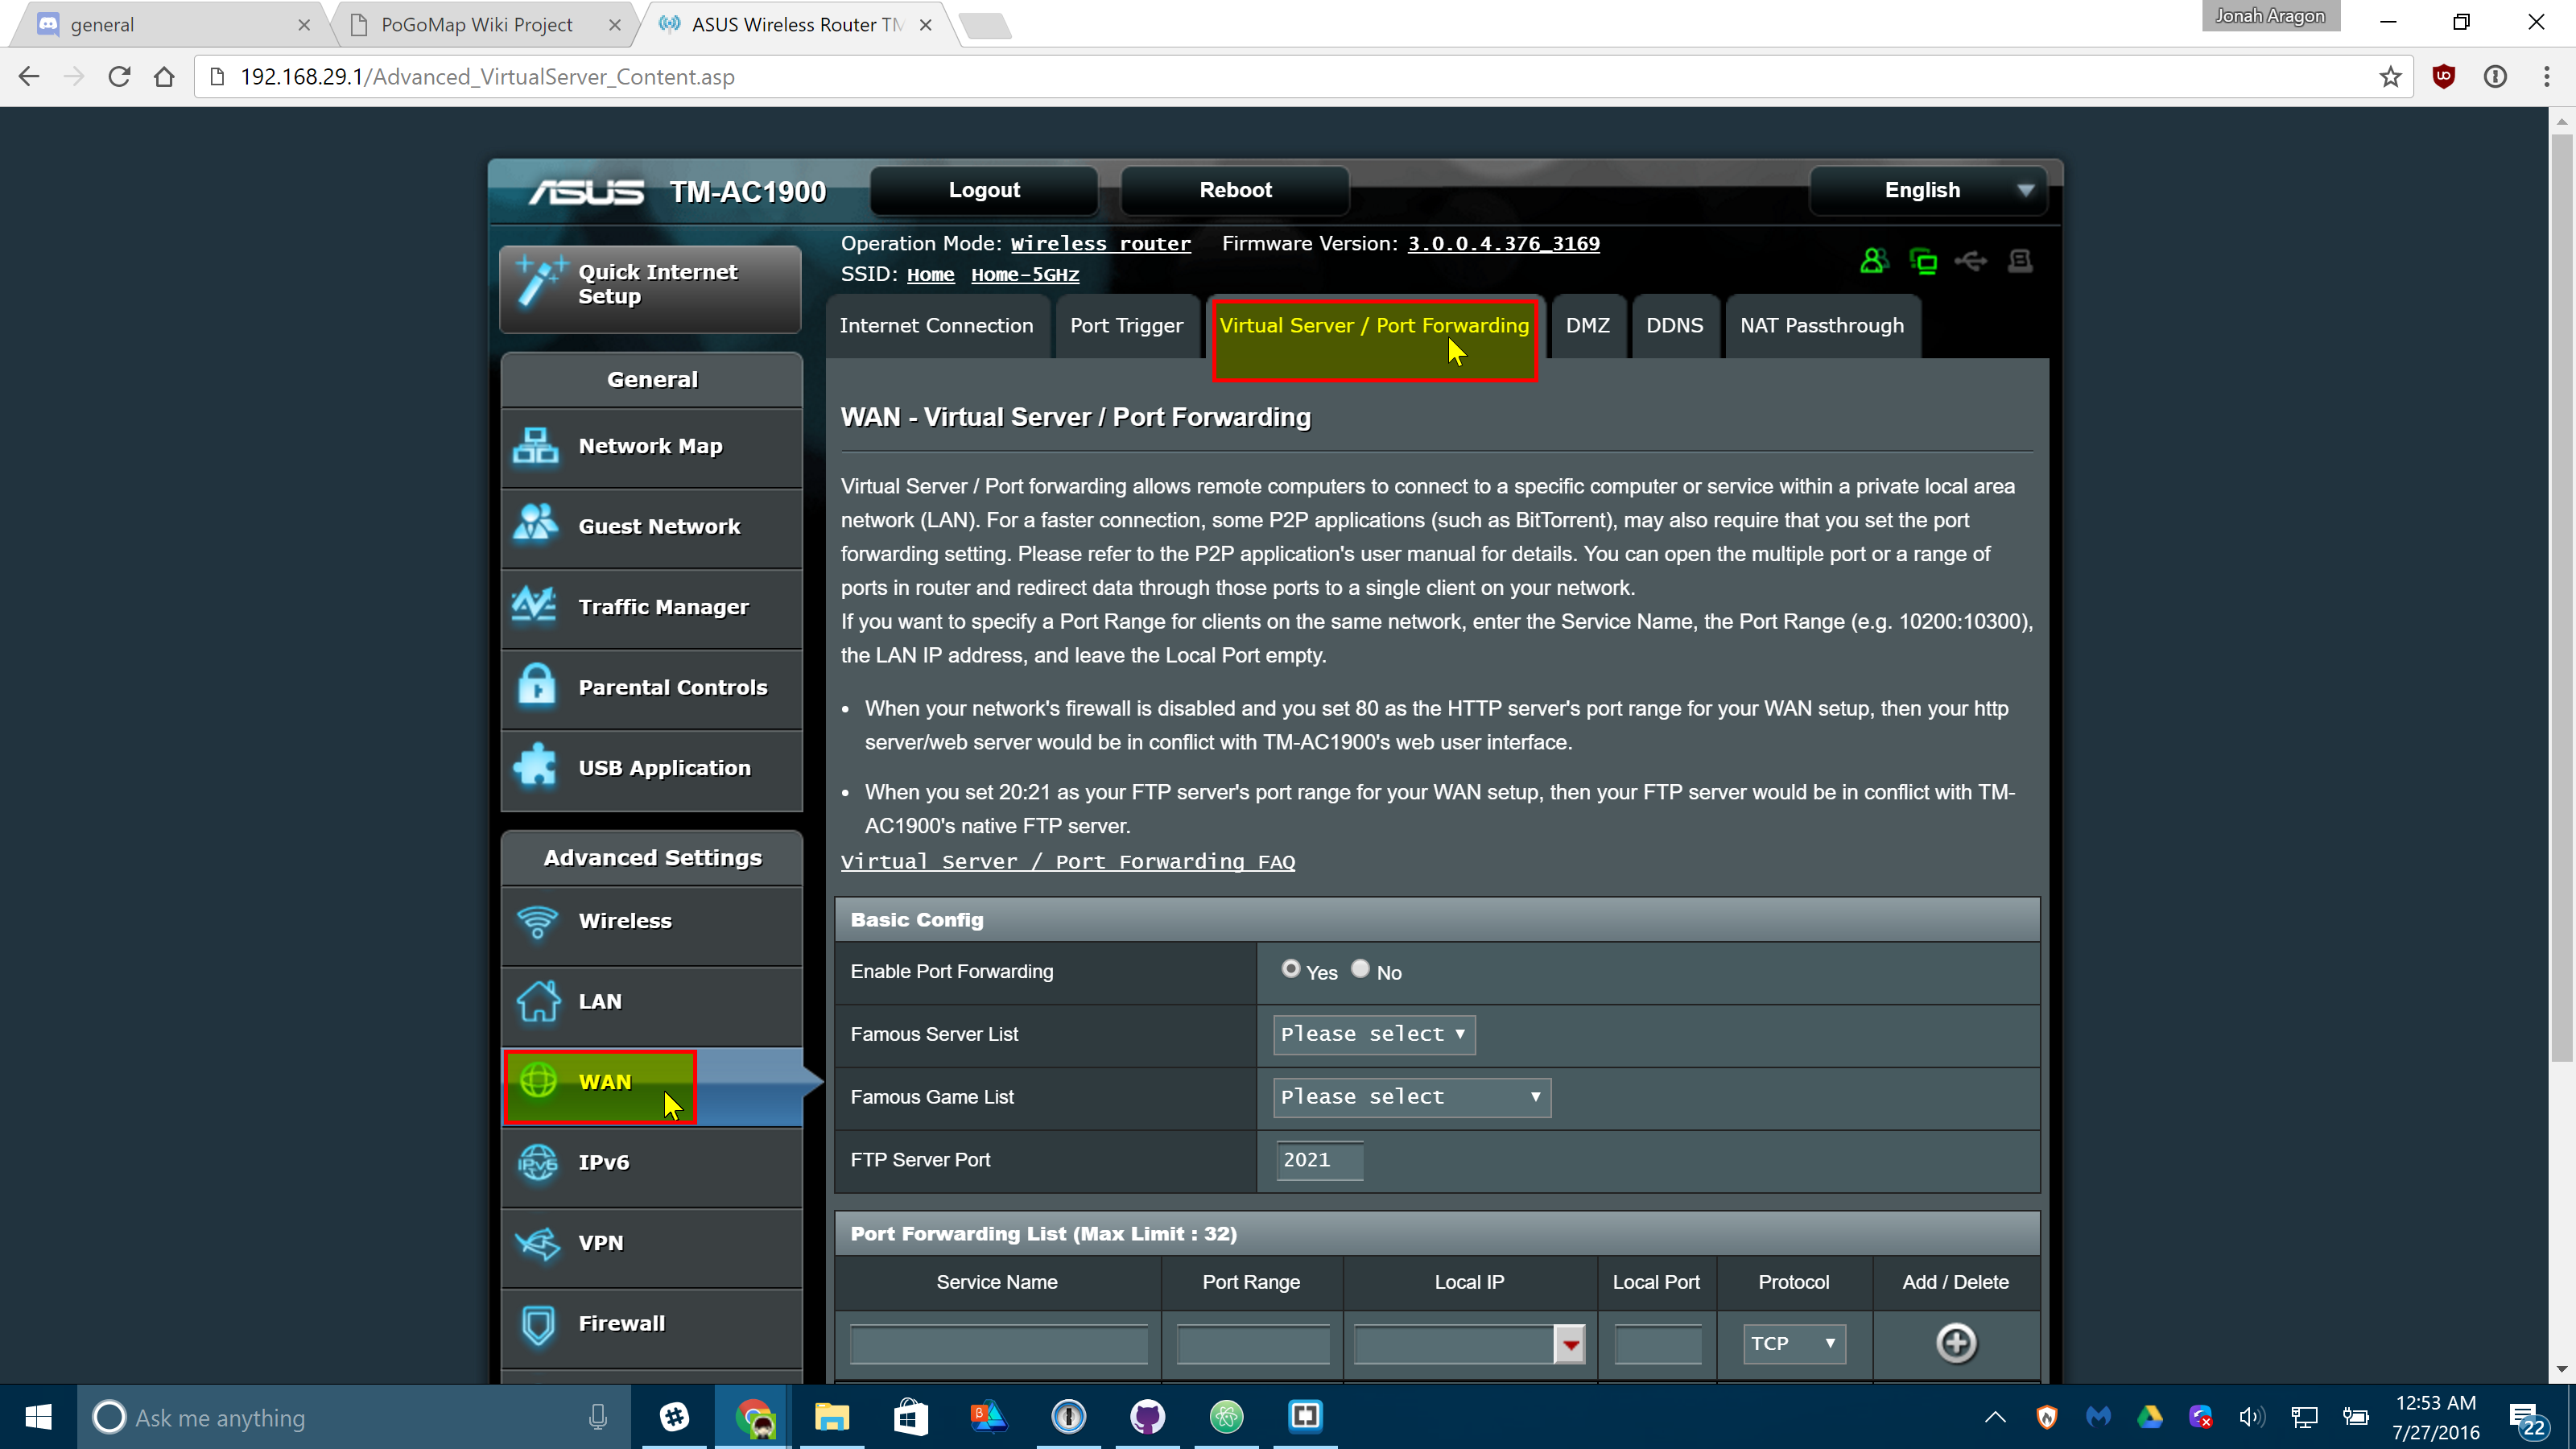 general
PoGoMap Wiki Project
ASUS Wireless Router TM
Jonah Aragon
192.168.29.1/Advanced_VirtualServer_Content.asp
ASUS TM-AC1900
Logout
Reboot
English
Operation Mode: Wireless router Firmware Version: 3.0.0.4.376_3169
SSID: Home Home-5GHz
Quick Internet
Setup
General
Network Map
Guest Network
Traffic Manager
Parental Controls
USB Application
Advanced Settings
Wireless
LAN
WAN
IPv6
IPv6
VPN
Firewall
Internet Connection
Port Trigger
Virtual Server / Port Forwarding
DMZ
DDNS
NAT Passthrough
WAN - Virtual Server / Port Forwarding
Virtual Server / Port forwarding allows remote computers to connect to a specific computer or service within a private local area
network (LAN). For a faster connection, some P2P applications (such as BitTorrent), may also require that you set the port
forwarding setting. Please refer to the P2P application's user manual for details. You can open the multiple port or a range of
ports in router and redirect data through those ports to a single client on your network.
If you want to specify a Port Range for clients on the same network, enter the Service Name, the Port Range (e.g. 10200:10300),
the LAN IP address, and leave the Local Port empty.
• When your network's firewall is disabled and you set 80 as the HTTP server's port range for your WAN setup, then your http
server/web server would be in conflict with TM-AC1900's web user interface.
• When you set 20:21 as your FTP server's port range for your WAN setup, then your FTP server would be in conflict with TM-
AC1900's native FTP server.
Virtual Server / Port Forwarding FAQ
Basic Config
Enable Port Forwarding Yes No
Famous Server List Please select
Famous Game List Please select
FTP Server Port 2021
Port Forwarding List (Max Limit : 32)
Service Name Port Range Local IP Local Port Protocol Add / Delete
TCP
Ask me anything
12:53 AM
7/27/2016
22